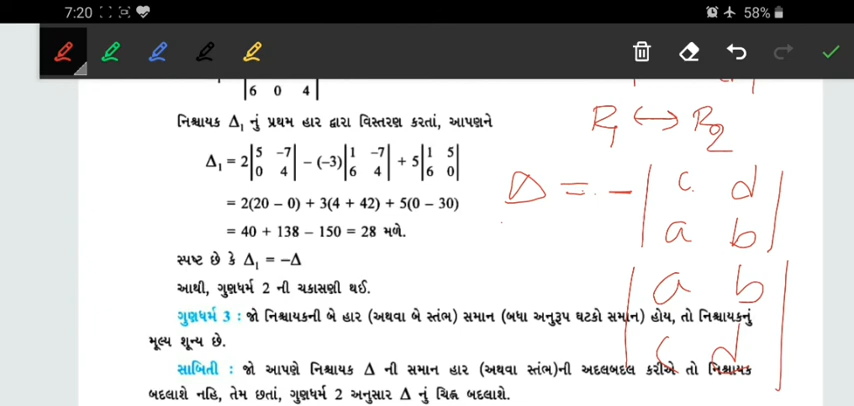 7:20 58%
6 0 4
R1 ↔ R2
નિશ્ચાયક Δ₁ નું પ્રથમ હાર દ્વારા વિસ્તરણ કરતાં, આપણને
Δ₁ = 2 |5 −7| − (−3) |1 −7| + 5 |1 5|
|0 4| |6 4| |6 0|
Δ = − | c d |
| a b |
= 2(20 − 0) + 3(4 + 42) + 5(0 − 30)
= 40 + 138 − 150 = 28 મળે.
સ્પષ્ટ છે કે Δ₁ = −Δ
આથી, ગુણધર્મ 2 ની ચકાસણી થઈ.
| a b |
| c d |
ગુણધર્મ 3 : જો નિશ્ચાયકની બે હાર (અથવા બે સ્તંભ) સમાન (બધા અનુરૂપ ઘટકો સમાન) હોય, તો નિશ્ચાયકનું
મૂલ્ય શૂન્ય છે.
સાબિતી : જો આપણે નિશ્ચાયક Δ ની સમાન હાર (અથવા સ્તંભ)ની અદલબદલ કરીએ તો નિશ્ચાયક
બદલાશે નહિ, તેમ છતાં, ગુણધર્મ 2 અનુસાર Δ નું ચિહ્ન બદલાશે.